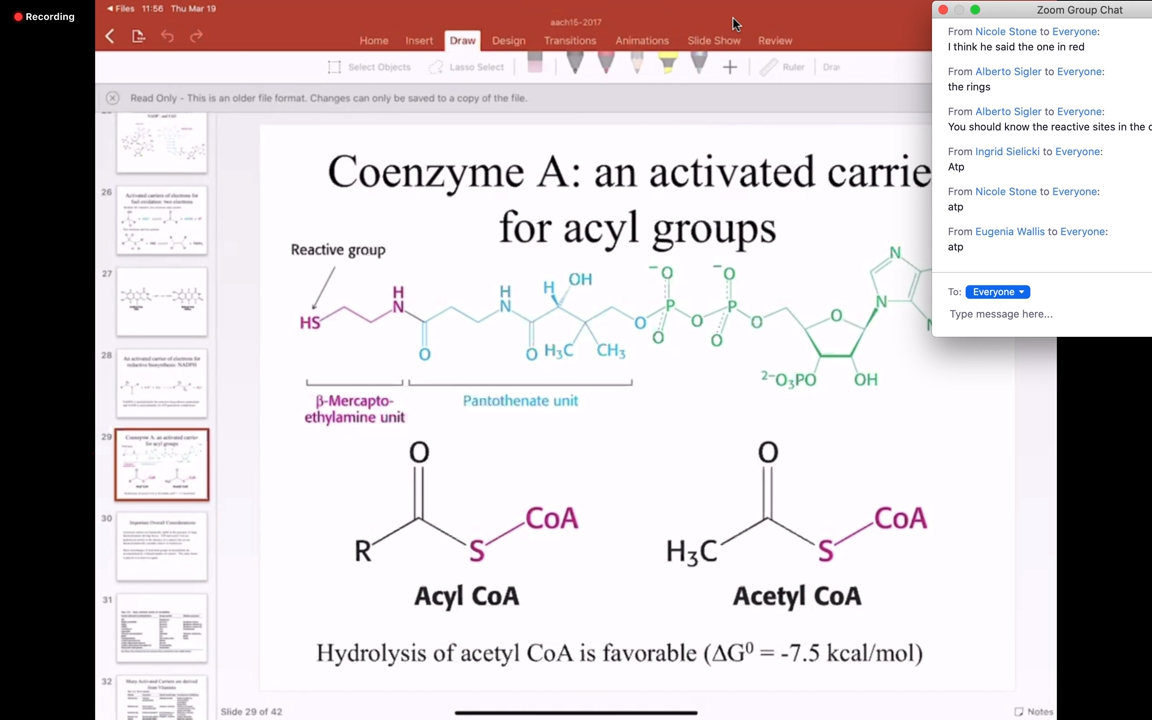 Recording
Files 11:56 Thu Mar 19
aach15-2017
Home Insert Draw Design Transitions Animations Slide Show Review
Select Objects Lasso Select Ruler
Read Only - This is an older file format. Changes can only be saved to a copy of the file.
26
27
28
29
30
31
32
Coenzyme A: an activated carrie
for acyl groups
Reactive group
HS
H
N
O
H
N
O
H
OH
H₃C
CH₃
O
⁻O
P
O
O
⁻O
P
O
O
O
²⁻O₃PO
OH
N
N
N
β-Mercapto-
ethylamine unit
Pantothenate unit
O
R
S
CoA
Acyl CoA
O
H₃C
S
CoA
Acetyl CoA
Hydrolysis of acetyl CoA is favorable (ΔG⁰ = -7.5 kcal/mol)
Slide 29 of 42
Notes
Zoom Group Chat
From Nicole Stone to Everyone:
I think he said the one in red
From Alberto Sigler to Everyone:
the rings
From Alberto Sigler to Everyone:
You should know the reactive sites in the
From Ingrid Sielicki to Everyone:
Atp
From Nicole Stone to Everyone:
atp
From Eugenia Wallis to Everyone:
atp
To: Everyone
Type message here...